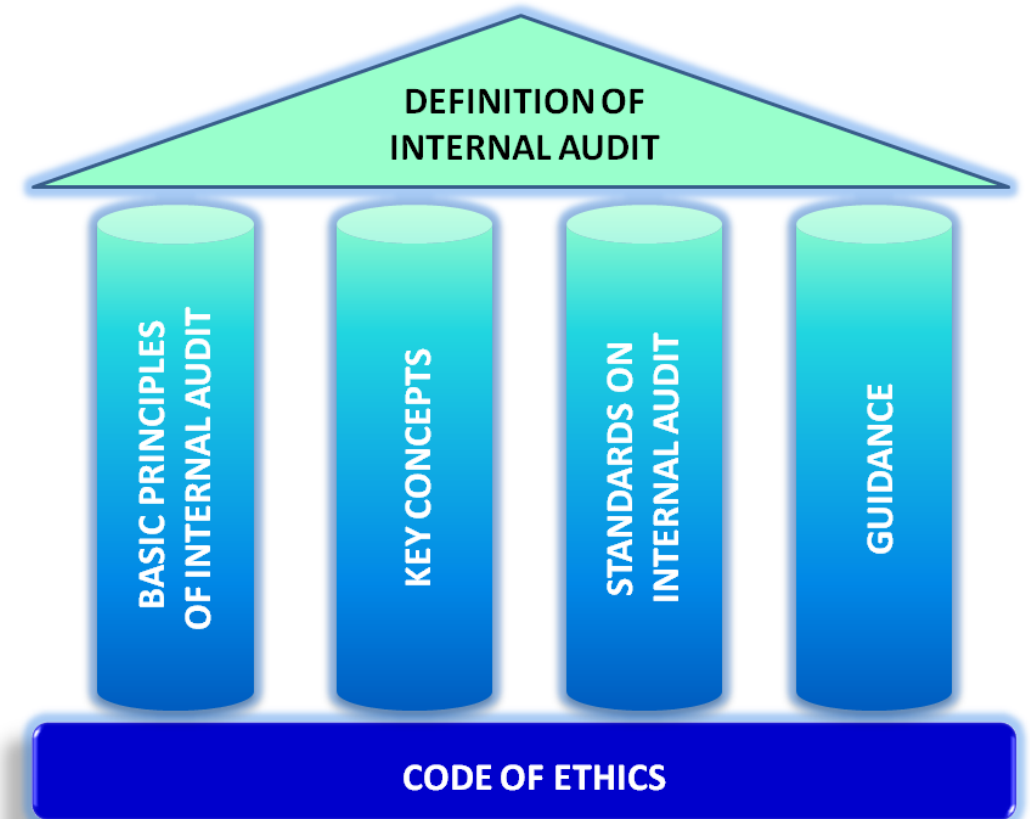 DEFINITION OF
INTERNAL AUDIT
BASIC PRINCIPLES
OF INTERNAL AUDIT
KEY CONCEPTS
STANDARDS ON
INTERNAL AUDIT
GUIDANCE
CODE OF ETHICS